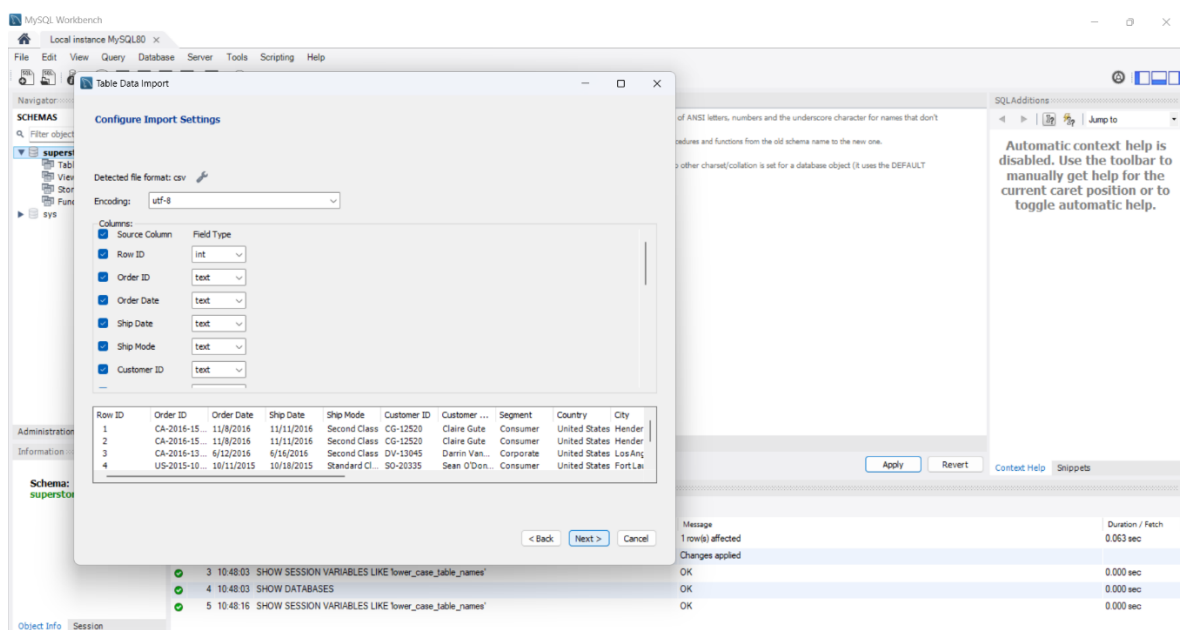 MySQL Workbench
Local instance MySQL80
File Edit View Query Database Server Tools Scripting Help
Table Data Import
Navigator
SCHEMAS
Filter object
superst
Tabl
View
Stor
Func
sys
Administration
Information
Schema:
superstor
Object Info Session
Configure Import Settings
Detected file format: csv
Encoding: utf-8
Columns:
Source Column Field Type
Row ID int
Order ID text
Order Date text
Ship Date text
Ship Mode text
Customer ID text
Row ID Order ID Order Date Ship Date Ship Mode Customer ID Customer ... Segment Country City
1 CA-2016-15... 11/8/2016 11/11/2016 Second Class CG-12520 Claire Gute Consumer United States Hender
2 CA-2016-15... 11/8/2016 11/11/2016 Second Class CG-12520 Claire Gute Consumer United States Hender
3 CA-2016-13... 6/12/2016 6/16/2016 Second Class DV-13045 Darrin Van... Corporate United States Los Ang
4 US-2015-10... 10/11/2015 10/18/2015 Standard Cl... SO-20335 Sean O'Don... Consumer United States Fort Lau
< Back Next > Cancel
of ANSI letters, numbers and the underscore character for names that don't
cedures and functions from the old schema name to the new one.
other charset/collation is set for a database object (it uses the DEFAULT
Apply Revert
SQLAdditions
Jump to
Automatic context help is
disabled. Use the toolbar to
manually get help for the
current caret position or to
toggle automatic help.
Context Help Snippets
Message Duration / Fetch
1 row(s) affected 0.063 sec
Changes applied
3 10:48:03 SHOW SESSION VARIABLES LIKE 'lower_case_table_names' OK 0.000 sec
4 10:48:03 SHOW DATABASES OK 0.000 sec
5 10:48:16 SHOW SESSION VARIABLES LIKE 'lower_case_table_names' OK 0.000 sec